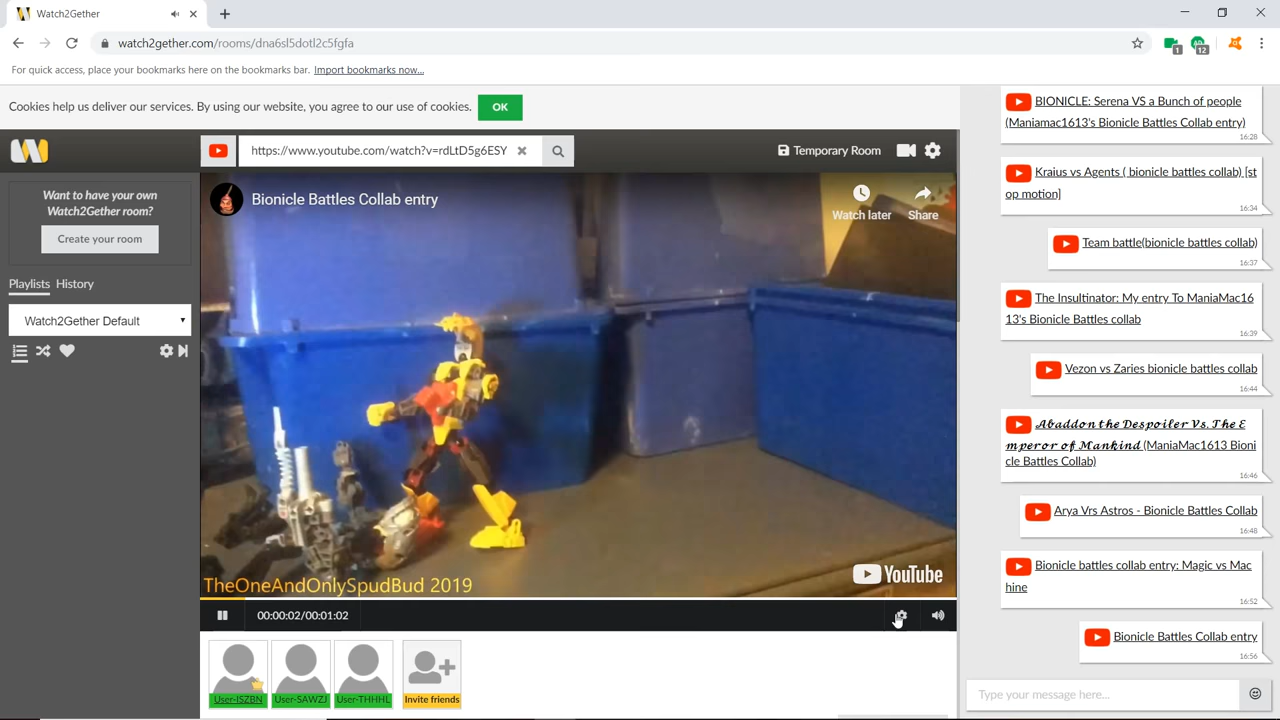 Watch2Gether
watch2gether.com/rooms/dna6sl5dotl2c5fgfa
1
12
For quick access, place your bookmarks here on the bookmarks bar. Import bookmarks now...
Cookies help us deliver our services. By using our website, you agree to our use of cookies.
OK
https://www.youtube.com/watch?v=rdLtD5g6ESY
Temporary Room
Want to have your own
Watch2Gether room?
Create your room
Playlists History
Watch2Gether Default
Bionicle Battles Collab entry
Watch later
Share
TheOneAndOnlySpudBud 2019
YouTube
00:00:02/00:01:02
User-ISZBN
User-SAWZJ
User-THHHL
Invite friends
BIONICLE: Serena VS a Bunch of people
(Maniamac1613's Bionicle Battles Collab entry)
16:28
Kraius vs Agents ( bionicle battles collab) [st
op motion]
16:34
Team battle(bionicle battles collab)
16:37
The Insultinator: My entry To ManiaMac16
13's Bionicle Battles collab
16:39
Vezon vs Zaries bionicle battles collab
16:44
𝓐𝓫𝓪𝓭𝓭𝓸𝓷 𝓽𝓱𝓮 𝓓𝓮𝓼𝓹𝓸𝓲𝓵𝓮𝓻 𝓥𝓼. 𝓣𝓱𝓮 𝓔
𝓶𝓹𝓮𝓻𝓸𝓻 𝓸𝓯 𝓜𝓪𝓷𝓴𝓲𝓷𝓭 (ManiaMac1613 Bioni
cle Battles Collab)
16:46
Arya Vrs Astros - Bionicle Battles Collab
16:48
Bionicle battles collab entry: Magic vs Mac
hine
16:52
Bionicle Battles Collab entry
16:56
Type your message here...